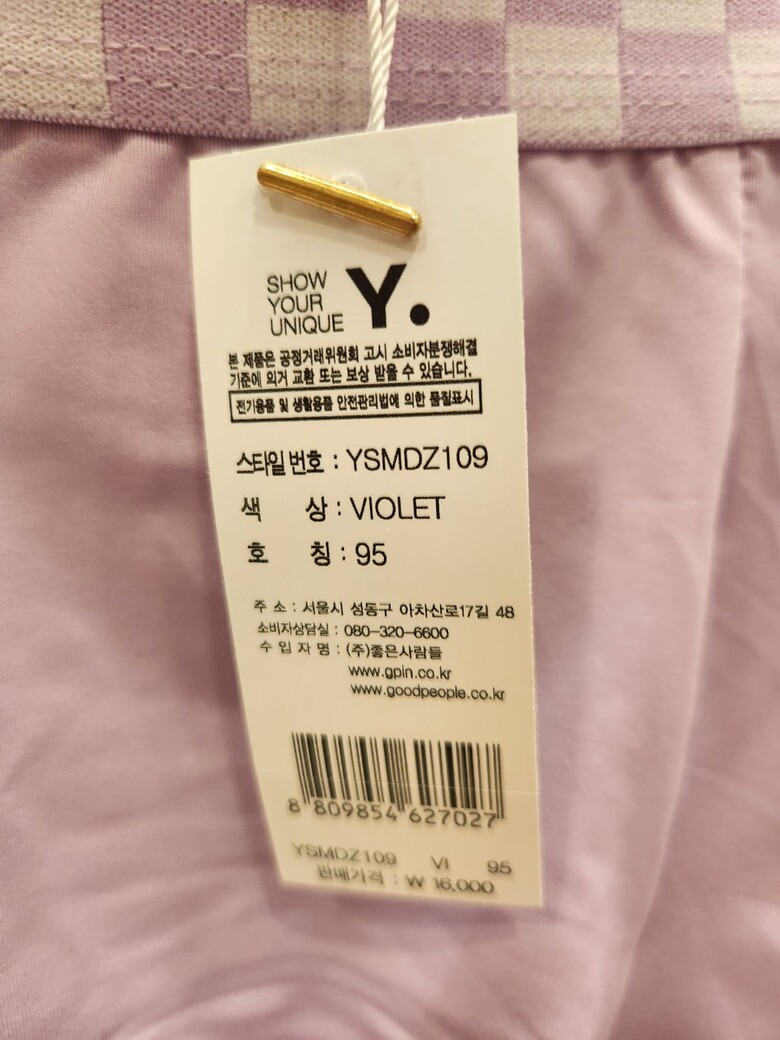 SHOW
YOUR
UNIQUE
Y.
본 제품은 공정거래위원회 고시 소비자분쟁해결
기준에 의거 교환 또는 보상 받을 수 있습니다.
전기용품 및 생활용품 안전관리법에 의한 품질표시
스타일번호 : YSMDZ109
색 상 : VIOLET
호 칭 : 95
주 소 : 서울시 성동구 아차산로17길 48
소비자상담실 : 080-320-6600
수 입 자 명 : (주)좋은사람들
www.gpin.co.kr
www.goodpeople.co.kr
8 809854 627027
YSMDZ109 VI 95
판매가격 : ₩ 16,000